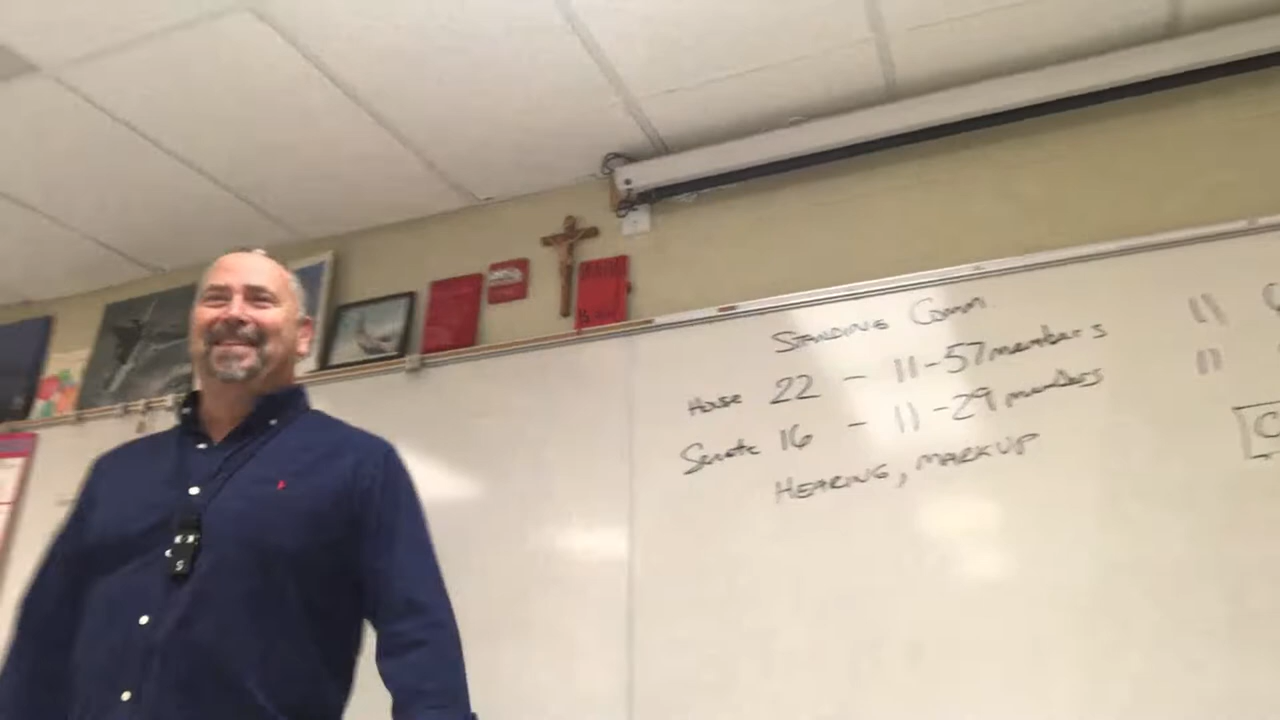 STANDING Comm.
House 22 - 11-57 members
Senate 16 - 11-29 members
HEARING, MARKUP